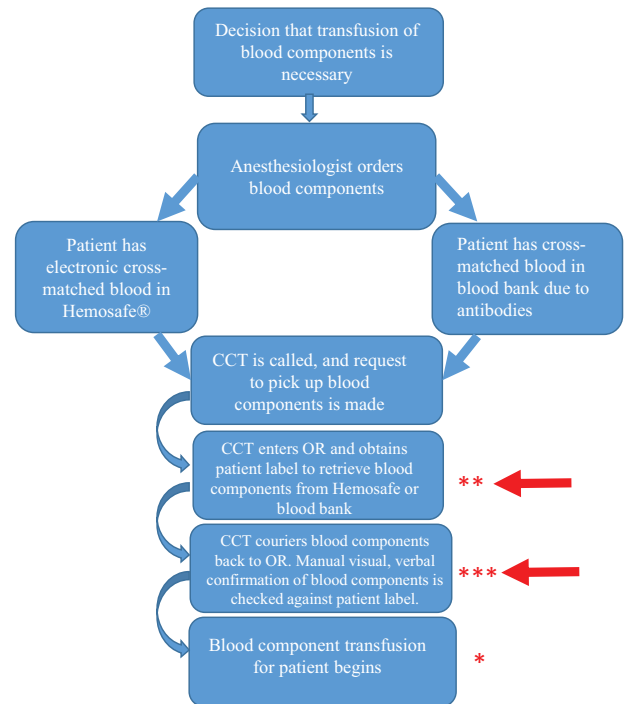 Decision that transfusion of
blood components is
necessary
Anesthesiologist orders
blood components
Patient has
electronic cross-
matched blood in
Hemosafe®
Patient has cross-
matched blood in
blood bank due to
antibodies
CCT is called, and request
to pick up blood
components is made
CCT enters OR and obtains
patient label to retrieve blood
components from Hemosafe or
blood bank
**
CCT couriers blood components
back to OR. Manual visual, verbal
confirmation of blood components is
checked against patient label.
***
Blood component transfusion
for patient begins
*